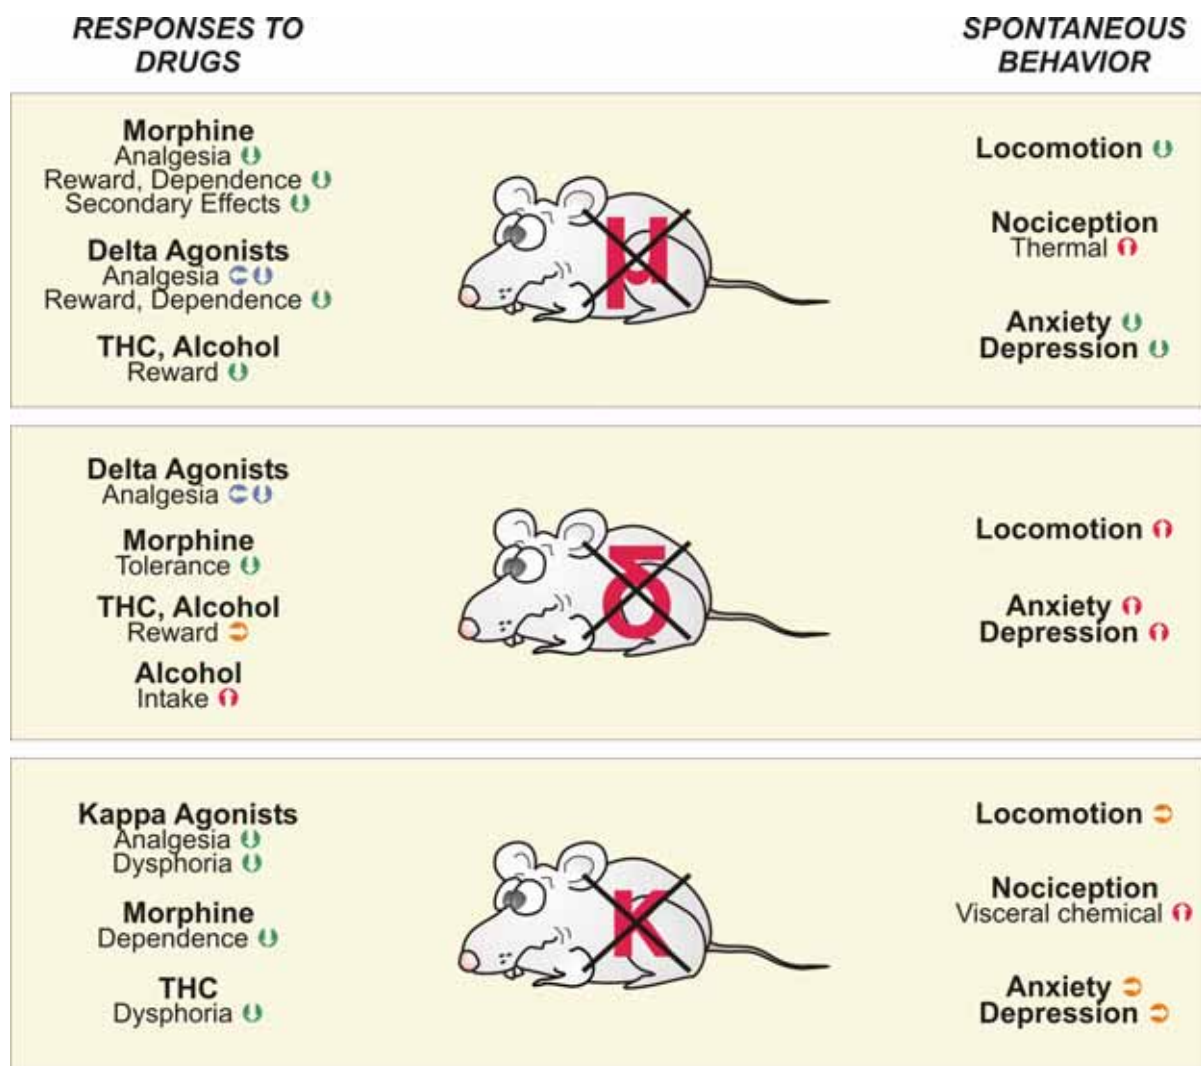 RESPONSES TO
DRUGS
SPONTANEOUS
BEHAVIOR
Morphine
Analgesia
Reward, Dependence
Secondary Effects
Delta Agonists
Analgesia
Reward, Dependence
THC, Alcohol
Reward
μ
Locomotion
Nociception
Thermal
Anxiety
Depression
Delta Agonists
Analgesia
Morphine
Tolerance
THC, Alcohol
Reward
Alcohol
Intake
δ
Locomotion
Anxiety
Depression
Kappa Agonists
Analgesia
Dysphoria
Morphine
Dependence
THC
Dysphoria
κ
Locomotion
Nociception
Visceral chemical
Anxiety
Depression